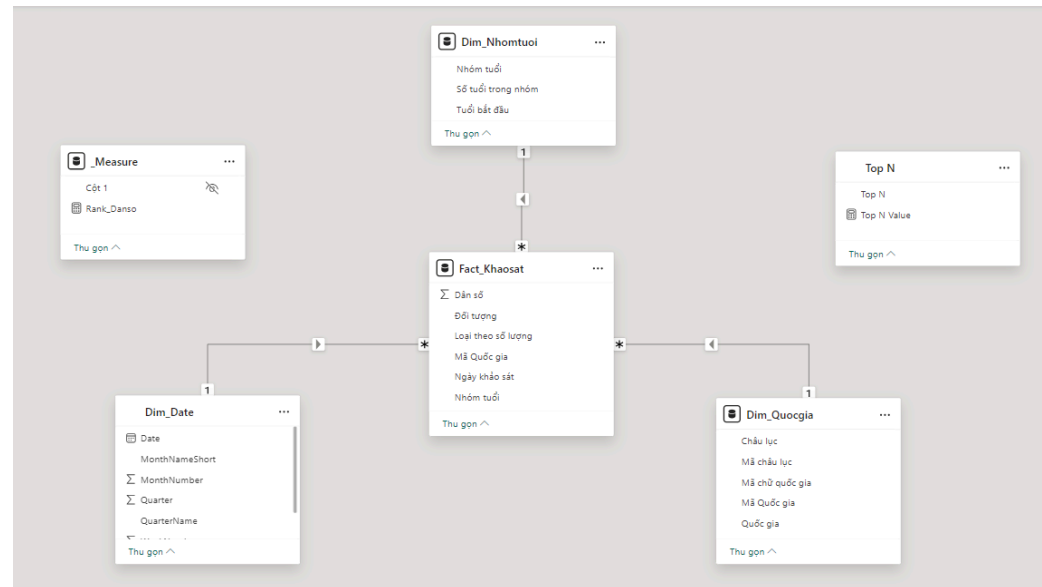 Dim_Nhomtuoi
Nhóm tuổi
Số tuổi trong nhóm
Tuổi bắt đầu
Thu gọn
_Measure
Cột 1
Rank_Danso
Thu gọn
Top N
Top N
Top N Value
Thu gọn
1
*
Fact_Khaosat
Dân số
Đối tượng
Loại theo số lượng
Mã Quốc gia
Ngày khảo sát
Nhóm tuổi
Thu gọn
*
*
1
1
Dim_Date
Date
MonthNameShort
MonthNumber
Quarter
QuarterName
Thu gọn
Dim_Quocgia
Châu lục
Mã châu lục
Mã chữ quốc gia
Mã Quốc gia
Quốc gia
Thu gọn